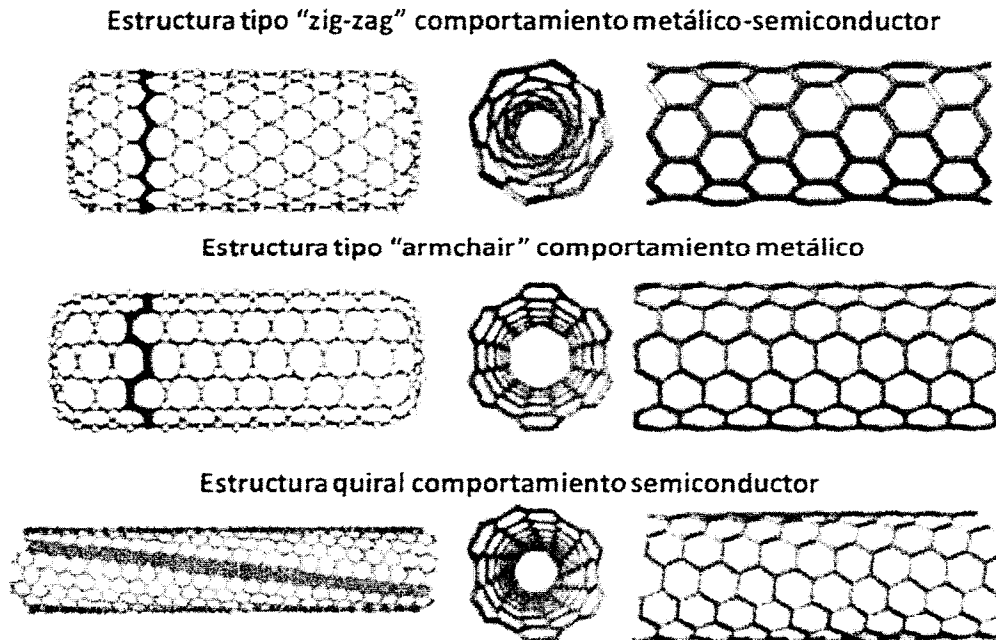 Estructura tipo “zig-zag” comportamiento metálico-semiconductor
Estructura tipo “armchair” comportamiento metálico
Estructura quiral comportamiento semiconductor